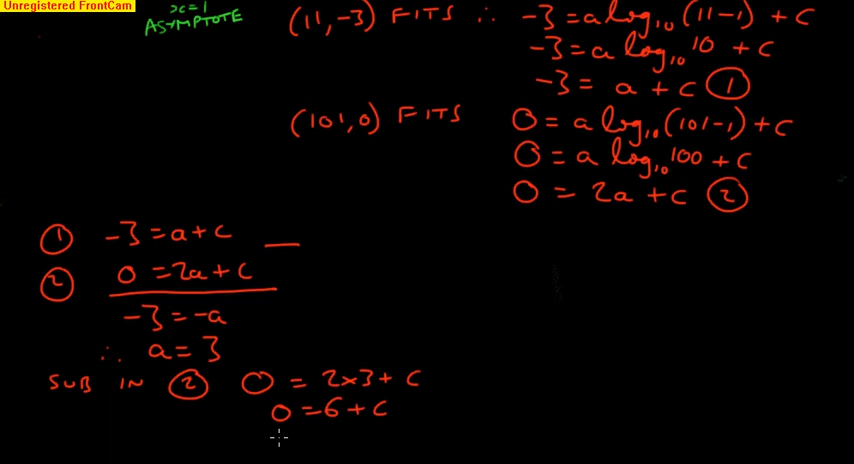 Unregistered FrontCam
x=1
ASYMPTOTE
(11, -3) FITS ∴ -3 = a log₁₀ (11-1) + c
-3 = a log₁₀ 10 + c
-3 = a + c ①
(101, 0) FITS 0 = a log₁₀ (101-1) + c
0 = a log₁₀ 100 + c
0 = 2a + c ②
① -3 = a + c —
② 0 = 2a + c
-3 = -a
∴ a = 3
SUB IN ② 0 = 2×3 + c
0 = 6 + c